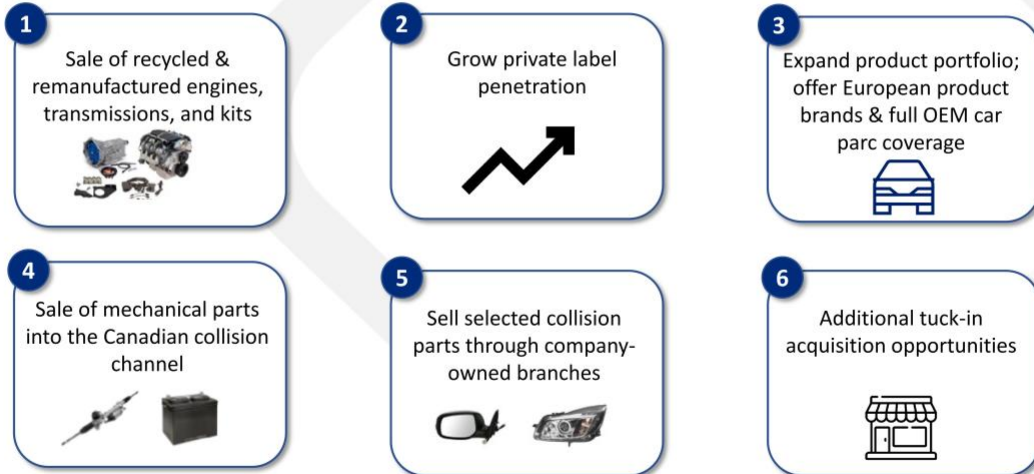 1
Sale of recycled &
remanufactured engines,
transmissions, and kits
2
Grow private label
penetration
3
Expand product portfolio;
offer European product
brands & full OEM car
parc coverage
4
Sale of mechanical parts
into the Canadian collision
channel
5
Sell selected collision
parts through company-
owned branches
6
Additional tuck-in
acquisition opportunities